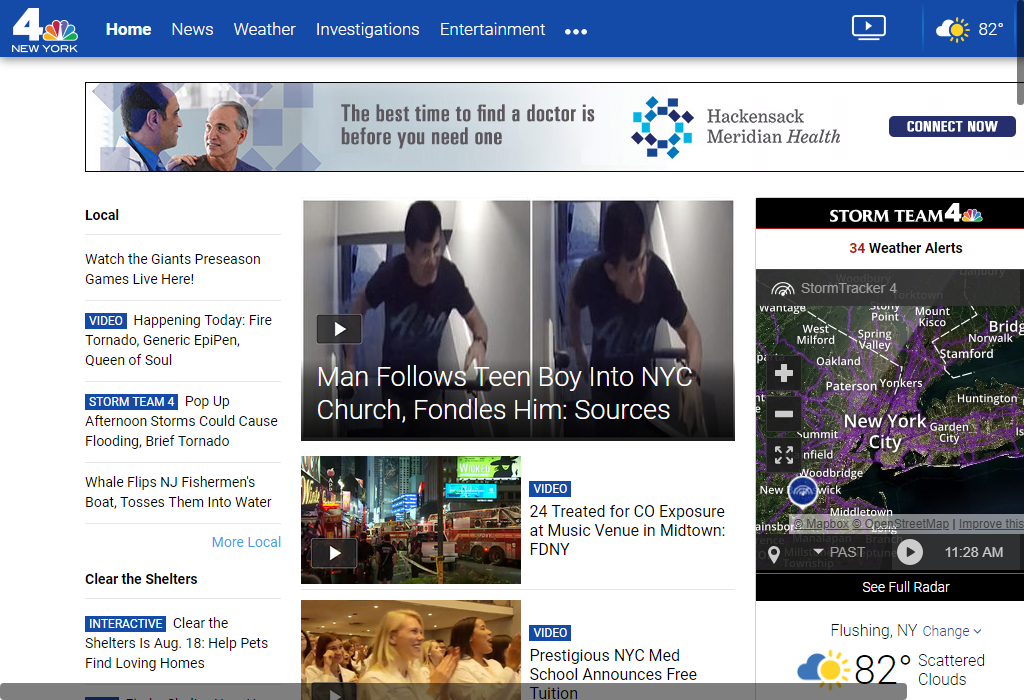 4
NEW YORK
Home News Weather Investigations Entertainment •••
82°
The best time to find a doctor is
before you need one
Hackensack
Meridian Health
CONNECT NOW
Local
Watch the Giants Preseason
Games Live Here!
VIDEO Happening Today: Fire
Tornado, Generic EpiPen,
Queen of Soul
STORM TEAM 4 Pop Up
Afternoon Storms Could Cause
Flooding, Brief Tornado
Whale Flips NJ Fishermen's
Boat, Tosses Them Into Water
More Local
Clear the Shelters
INTERACTIVE Clear the
Shelters Is Aug. 18: Help Pets
Find Loving Homes
Man Follows Teen Boy Into NYC
Church, Fondles Him: Sources
WICKED
VIDEO
24 Treated for CO Exposure
at Music Venue in Midtown:
FDNY
VIDEO
Prestigious NYC Med
School Announces Free
Tuition
STORM TEAM 4
34 Weather Alerts
Woodbury
Danbury
StormTracker 4
Yorktown
Wantage
Stony
Point
Mount
Kisco
West
Milford
Spring
Valley
Bridg
Norwalk
Stamford
Oakland
Paterson
Yonkers
Huntington
New York
City
Garden
City
Is
Summit
nfield
Woodbridge
New
wick
Middletown
ainsbo
© Mapbox © OpenStreetMap | Improve this
Manalapan
Township
PAST
11:28 AM
See Full Radar
Flushing, NY Change
82° Scattered
Clouds